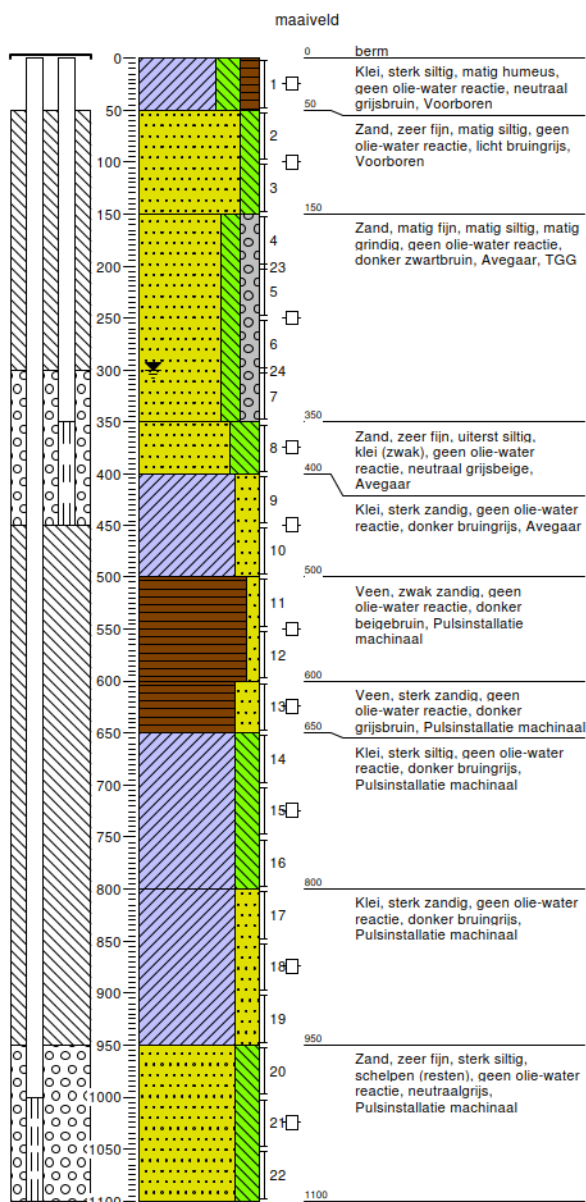 maaiveld
0
berm
0
1
Klei, sterk siltig, matig humeus,
geen olie-water reactie, neutraal
grijsbruin, Voorboren
50
50
2
Zand, zeer fijn, matig siltig, geen
olie-water reactie, licht bruingrijs,
Voorboren
100
3
150
150
4
Zand, matig fijn, matig siltig, matig
grindig, geen olie-water reactie,
donker zwartbruin, Avegaar, TGG
200
23
5
250
6
300
24
7
350
350
8
Zand, zeer fijn, uiterst siltig,
klei (zwak), geen olie-water
reactie, neutraal grijsbeige,
Avegaar
400
400
9
Klei, sterk zandig, geen olie-water
reactie, donker bruingrijs, Avegaar
450
10
500
500
11
Veen, zwak zandig, geen
olie-water reactie, donker
beigebruin, Pulsinstallatie
machinaal
550
12
600
600
13
Veen, sterk zandig, geen
olie-water reactie, donker
grijsbruin, Pulsinstallatie machinaal
650
650
14
Klei, sterk siltig, geen olie-water
reactie, donker bruingrijs,
Pulsinstallatie machinaal
700
15
750
16
800
800
17
Klei, sterk zandig, geen olie-water
reactie, donker bruingrijs,
Pulsinstallatie machinaal
850
18
900
19
950
950
20
Zand, zeer fijn, sterk siltig,
schelpen (resten), geen olie-water
reactie, neutraalgrijs,
Pulsinstallatie machinaal
1000
21
1050
22
1100
1100